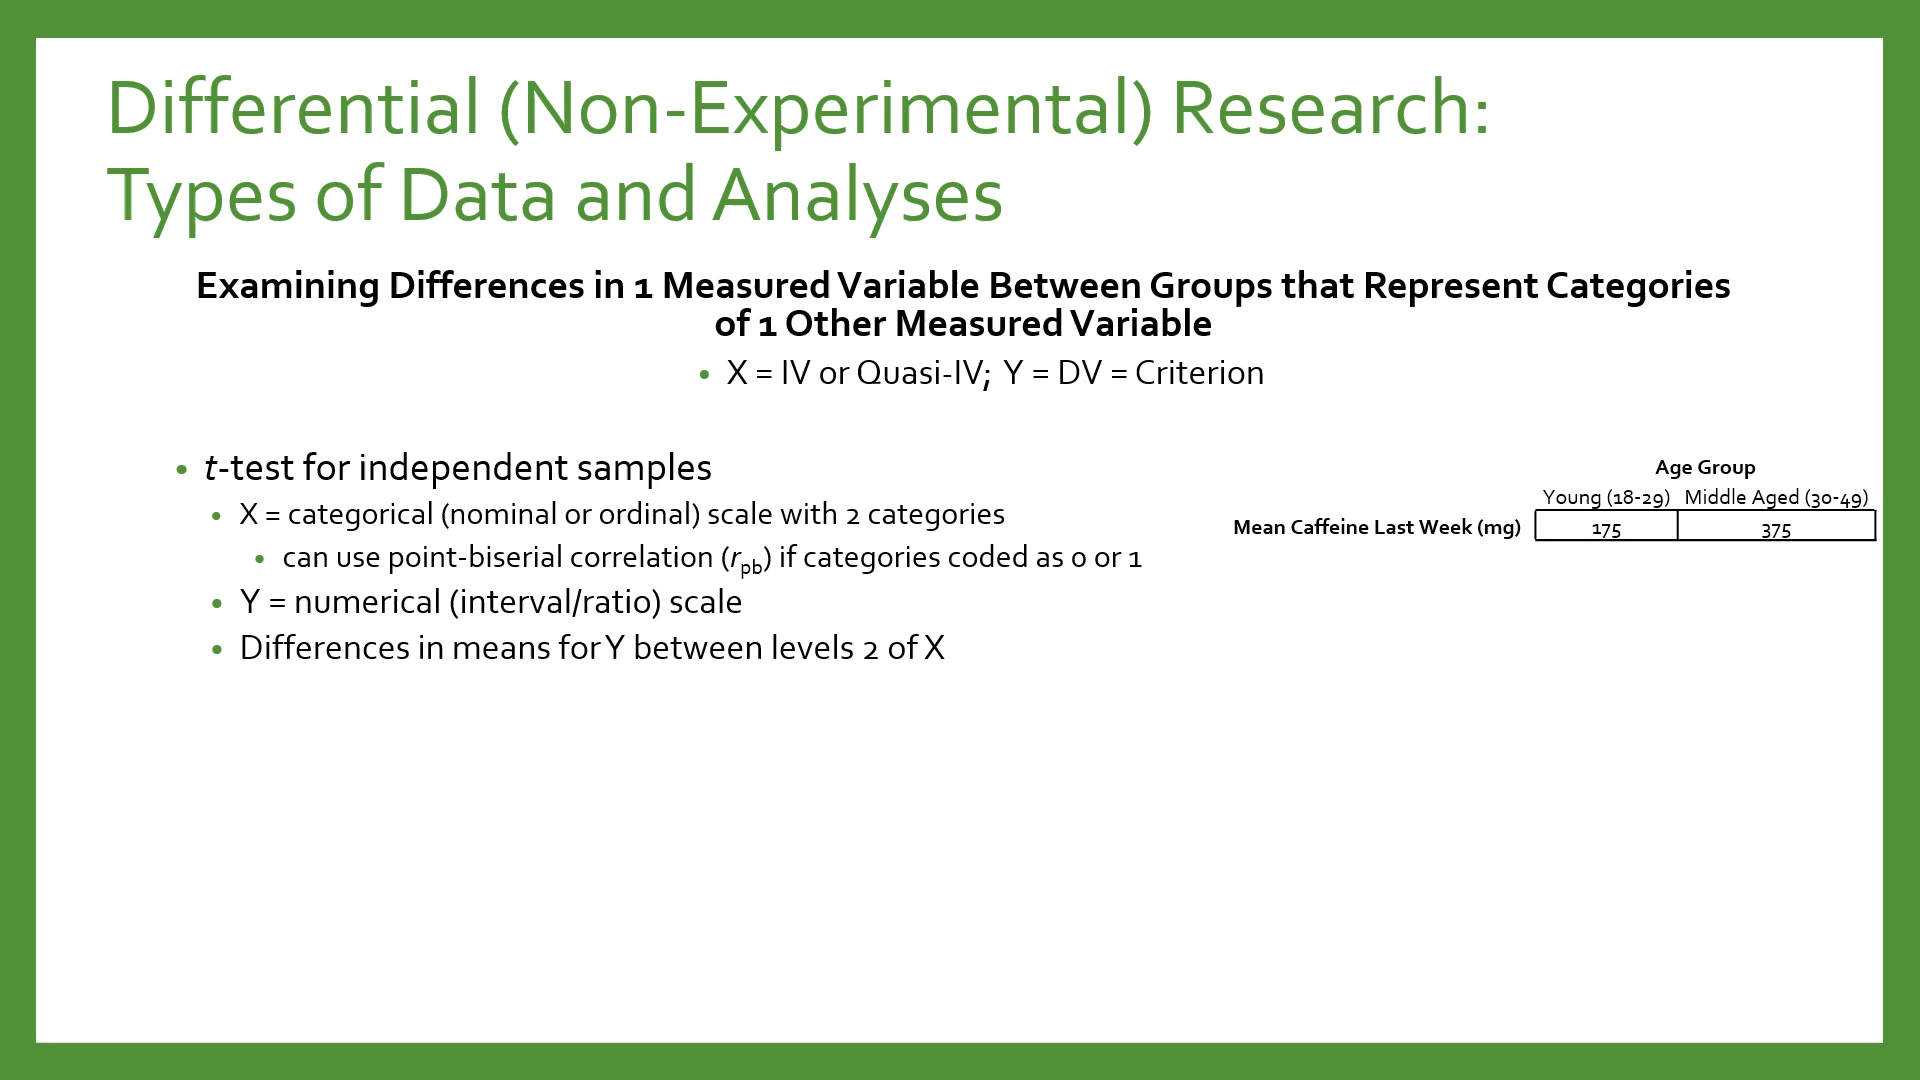 Differential (Non-Experimental) Research:
Types of Data and Analyses
Examining Differences in 1 Measured Variable Between Groups that Represent Categories
of 1 Other Measured Variable
• X = IV or Quasi-IV; Y = DV = Criterion
• t-test for independent samples
• X = categorical (nominal or ordinal) scale with 2 categories
• can use point-biserial correlation (rpb) if categories coded as 0 or 1
• Y = numerical (interval/ratio) scale
• Differences in means for Y between levels 2 of X
Age Group
Young (18-29) Middle Aged (30-49)
Mean Caffeine Last Week (mg) 175 375